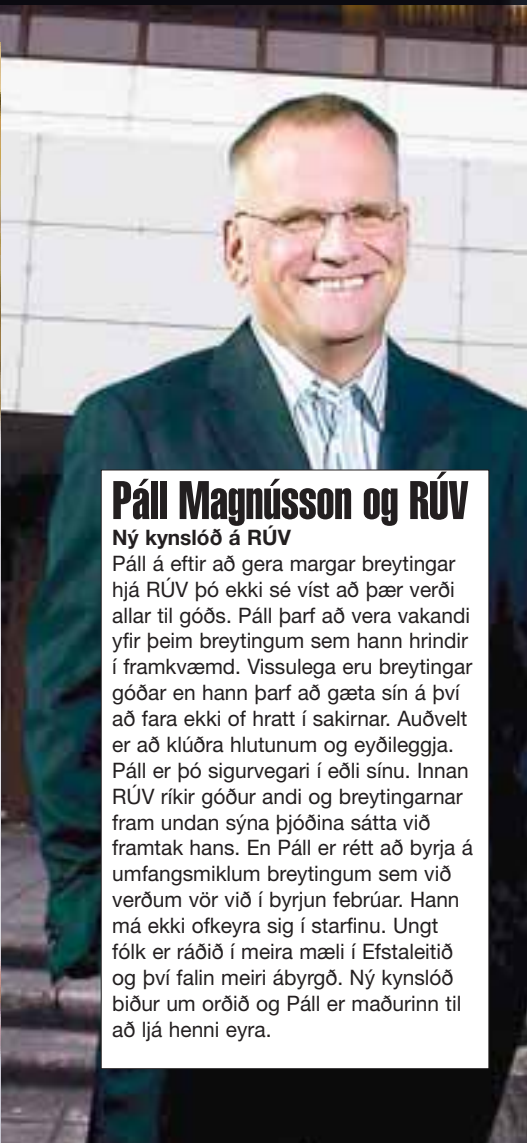 Páll Magnússon og RÚV
Ný kynslóð á RÚV
Páll á eftir að gera margar breytingar
hjá RÚV þó ekki sé víst að þær verði
allar til góðs. Páll þarf að vera vakandi
yfir þeim breytingum sem hann hrindir
í framkvæmd. Vissulega eru breytingar
góðar en hann þarf að gæta sín á því
að fara ekki of hratt í sakirnar. Auðvelt
er að klúðra hlutunum og eyðileggja.
Páll er þó sigurvegari í eðli sínu. Innan
RÚV ríkir góður andi og breytingarnar
fram undan sýna þjóðina sátta við
framtak hans. En Páll er rétt að byrja á
umfangsmiklum breytingum sem við
verðum vör við í byrjun febrúar. Hann
má ekki ofkeyra sig í starfinu. Ungt
fólk er ráðið í meira mæli í Efstaleitið
og því falin meiri ábyrgð. Ný kynslóð
biður um orðið og Páll er maðurinn til
að ljá henni eyra.